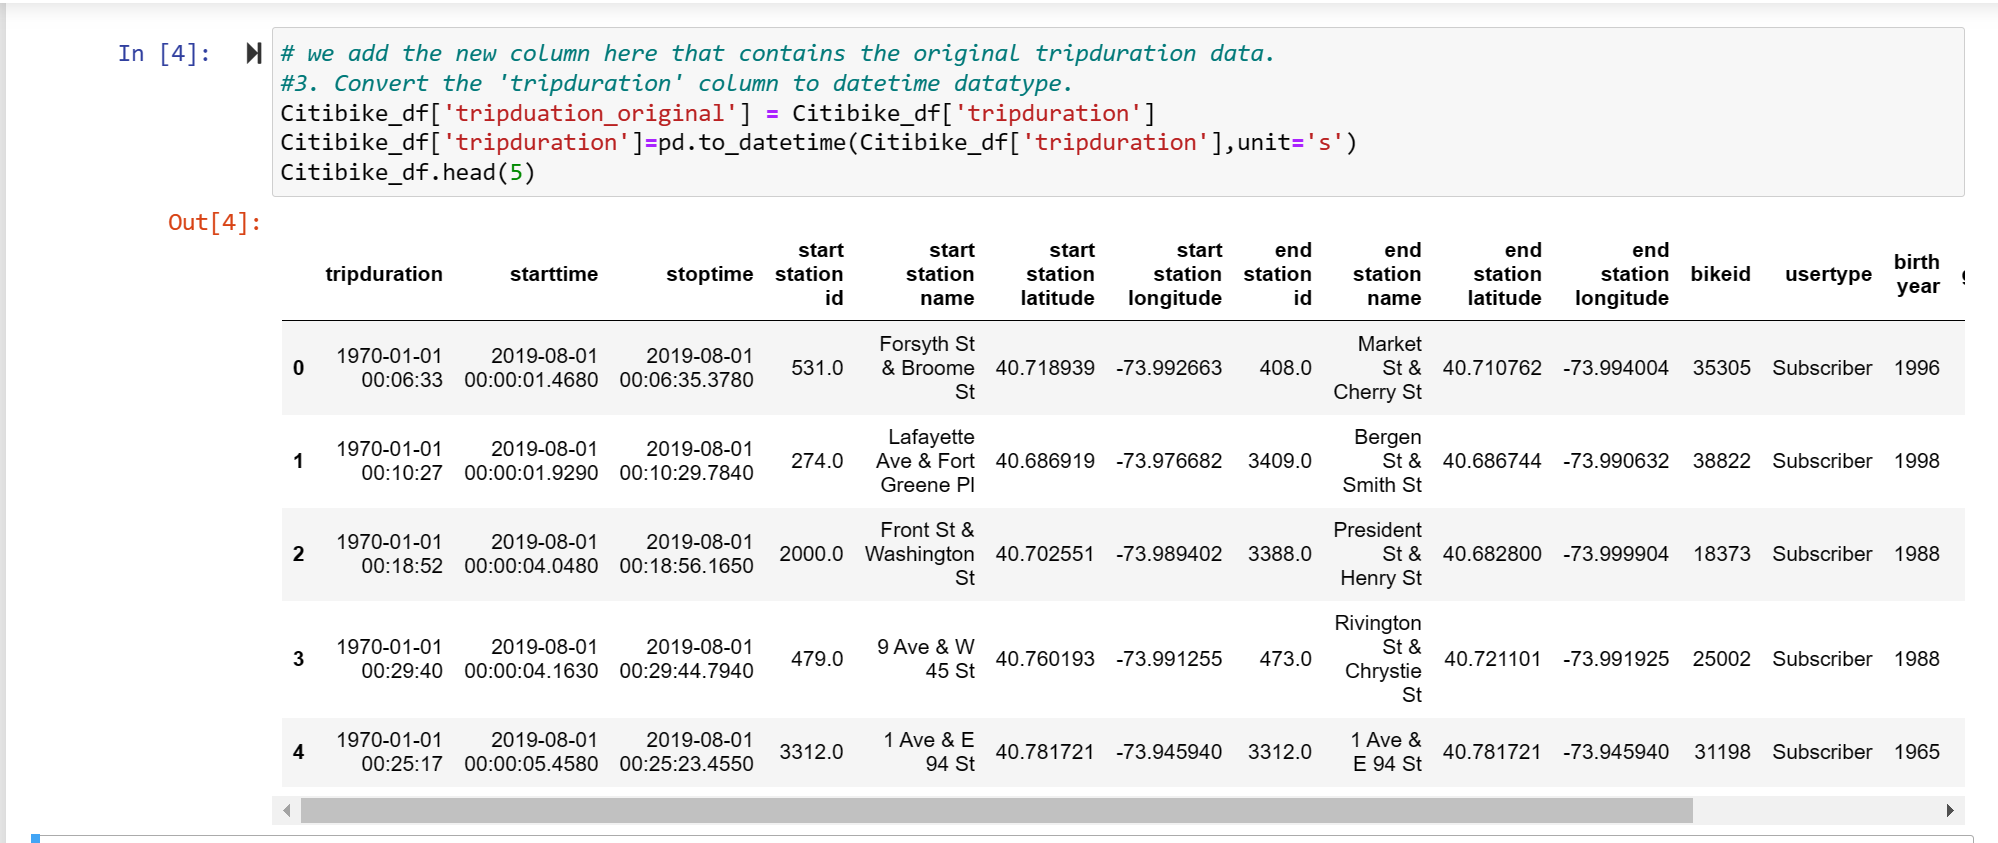 In [4]:
# we add the new column here that contains the original tripduration data.
#3. Convert the 'tripduration' column to datetime datatype.
Citibike_df['tripduation_original'] = Citibike_df['tripduration']
Citibike_df['tripduration']=pd.to_datetime(Citibike_df['tripduration'],unit='s')
Citibike_df.head(5)
Out[4]:
tripduration starttime stoptime start station id start station name start station latitude start station longitude end station id end station name end station latitude end station longitude bikeid usertype birth year
0 1970-01-01 00:06:33 2019-08-01 00:00:01.4680 2019-08-01 00:06:35.3780 531.0 Forsyth St & Broome St 40.718939 -73.992663 408.0 Market St & Cherry St 40.710762 -73.994004 35305 Subscriber 1996
1 1970-01-01 00:10:27 2019-08-01 00:00:01.9290 2019-08-01 00:10:29.7840 274.0 Lafayette Ave & Fort Greene Pl 40.686919 -73.976682 3409.0 Bergen St & Smith St 40.686744 -73.990632 38822 Subscriber 1998
2 1970-01-01 00:18:52 2019-08-01 00:00:04.0480 2019-08-01 00:18:56.1650 2000.0 Front St & Washington St 40.702551 -73.989402 3388.0 President St & Henry St 40.682800 -73.999904 18373 Subscriber 1988
3 1970-01-01 00:29:40 2019-08-01 00:00:04.1630 2019-08-01 00:29:44.7940 479.0 9 Ave & W 45 St 40.760193 -73.991255 473.0 Rivington St & Chrystie St 40.721101 -73.991925 25002 Subscriber 1988
4 1970-01-01 00:25:17 2019-08-01 00:00:05.4580 2019-08-01 00:25:23.4550 3312.0 1 Ave & E 94 St 40.781721 -73.945940 3312.0 1 Ave & E 94 St 40.781721 -73.945940 31198 Subscriber 1965